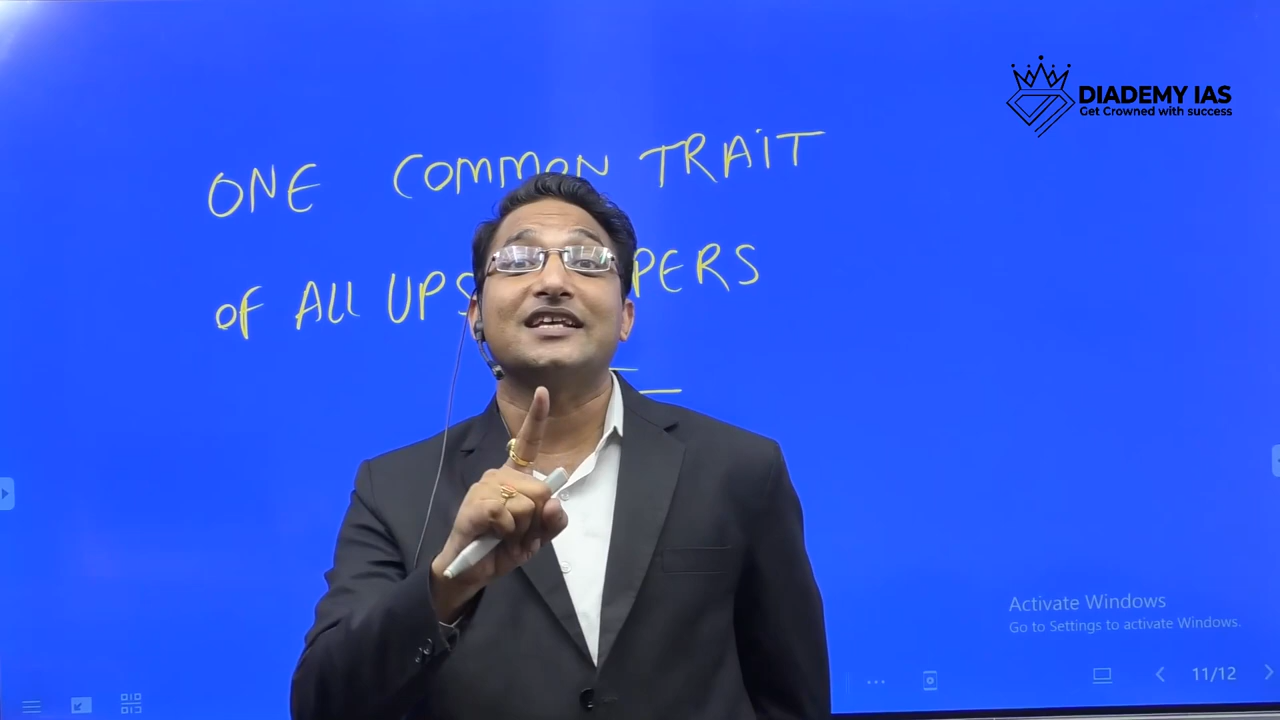 DIADEMY IAS
Get Crowned with success
ONE COMMON TRAIT
OF ALL UPS PERS
Activate Windows
Go to Settings to activate Windows.
11/12